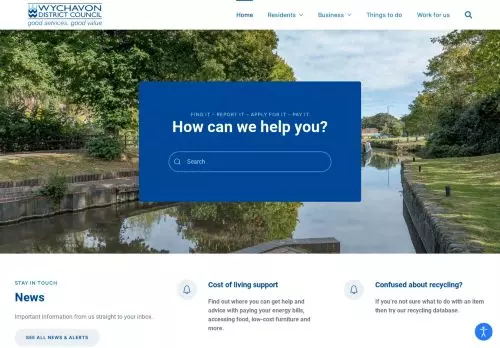 WYCHAVON
DISTRICT COUNCIL
good services, good value
Home
Residents
Business
Things to do
Work for us
FIND IT – REPORT IT – APPLY FOR IT – PAY IT.
How can we help you?
Search
STAY IN TOUCH
News
Important information from us straight to your inbox.
SEE ALL NEWS & ALERTS
Cost of living support
Find out where you can get help and
advice with paying your energy bills,
accessing food, low-cost furniture and
more.
Confused about recycling?
If you're not sure what to do with an item
then try our recycling database.